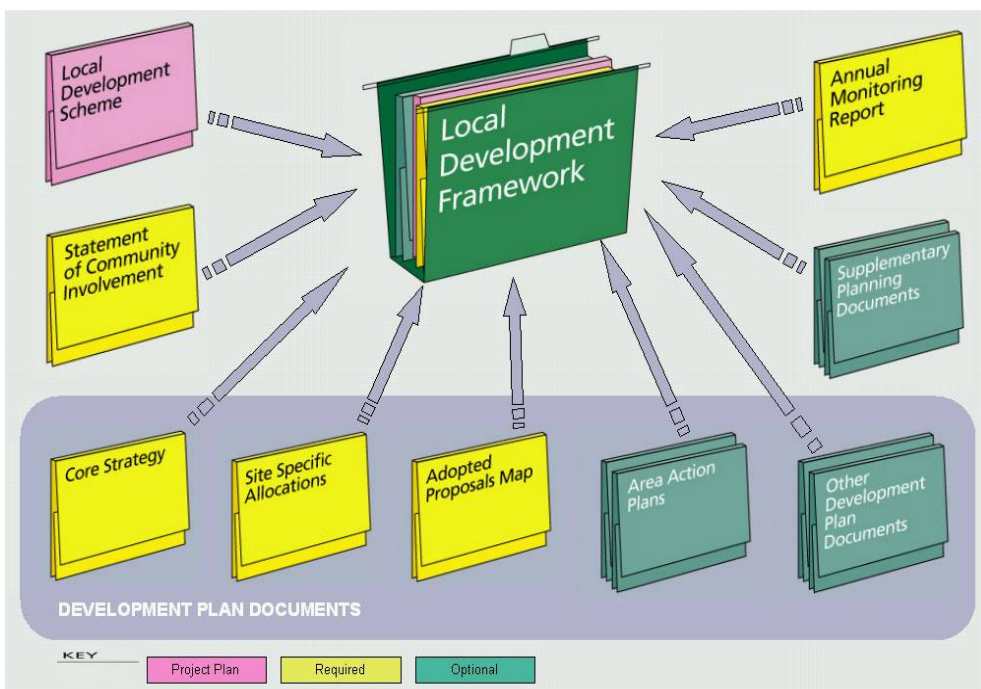 Local
Development
Scheme
Local
Development
Framework
Annual
Monitoring
Report
Statement
of Community
Involvement
Supplementary
Planning
Documents
Core Strategy
Site Specific
Allocations
Adopted
Proposals Map
Area Action
Plans
Other
Development
Plan
Documents
DEVELOPMENT PLAN DOCUMENTS
KEY
Project Plan
Required
Optional